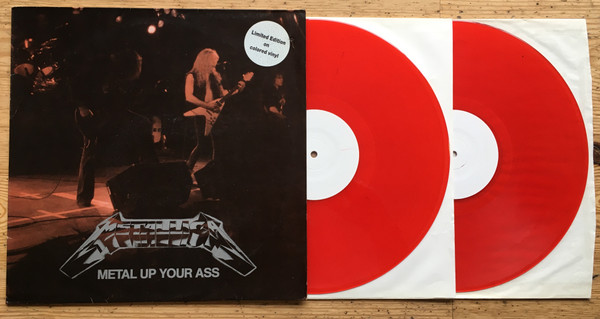 Limited Edition
on
colored vinyl
METALLICA
METAL UP YOUR ASS